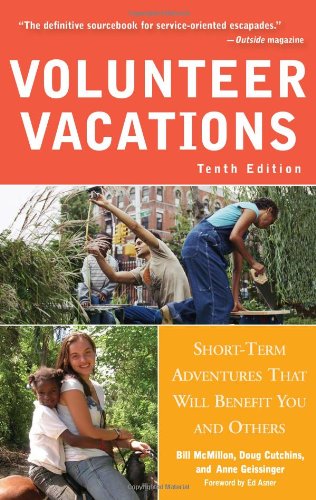 "The definitive sourcebook for service-oriented escapades."
—Outside magazine
VOLUNTEER
VACATIONS
Tenth Edition
SHORT-TERM
ADVENTURES THAT
WILL BENEFIT YOU
AND OTHERS
Bill McMillon, Doug Cutchins,
and Anne Geissinger
Foreword by Ed Asner